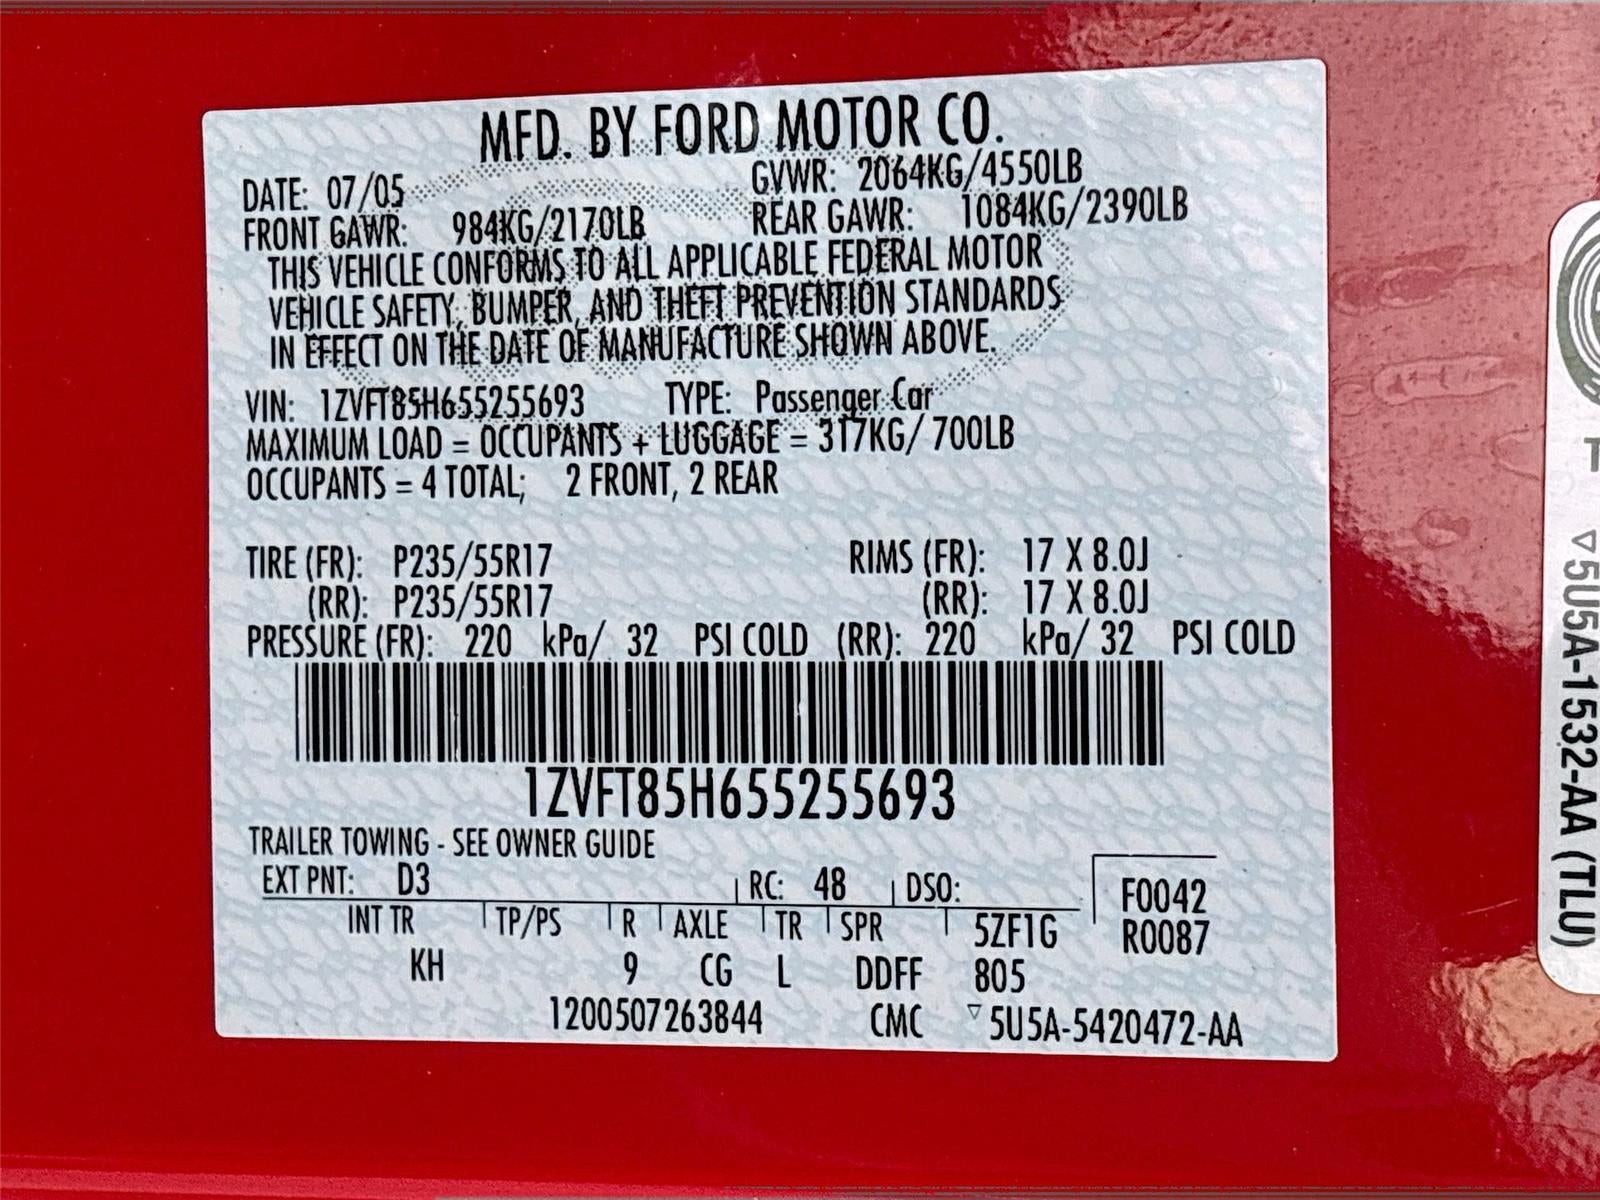 MFD. BY FORD MOTOR CO.
DATE: 07/05 GVWR: 2064KG/4550LB
FRONT GAWR: 984KG/2170LB REAR GAWR: 1084KG/2390LB
THIS VEHICLE CONFORMS TO ALL APPLICABLE FEDERAL MOTOR
VEHICLE SAFETY, BUMPER, AND THEFT PREVENTION STANDARDS
IN EFFECT ON THE DATE OF MANUFACTURE SHOWN ABOVE.
VIN: 1ZVFT85H655255693 TYPE: Passenger Car
MAXIMUM LOAD = OCCUPANTS + LUGGAGE = 317KG/ 700LB
OCCUPANTS = 4 TOTAL; 2 FRONT, 2 REAR
TIRE (FR): P235/55R17 RIMS (FR): 17 X 8.0J
(RR): P235/55R17 (RR): 17 X 8.0J
PRESSURE (FR): 220 kPa/ 32 PSI COLD (RR): 220 kPa/ 32 PSI COLD
1ZVFT85H655255693
TRAILER TOWING - SEE OWNER GUIDE
EXT PNT: D3 RC: 48 DSO: F0042
INT TR TP/PS R AXLE TR SPR 5ZF1G R0087
KH 9 CG L DDFF 805
1200507263844 CMC ▽5U5A-5420472-AA
▽5U5A-1532-AA (TLU)